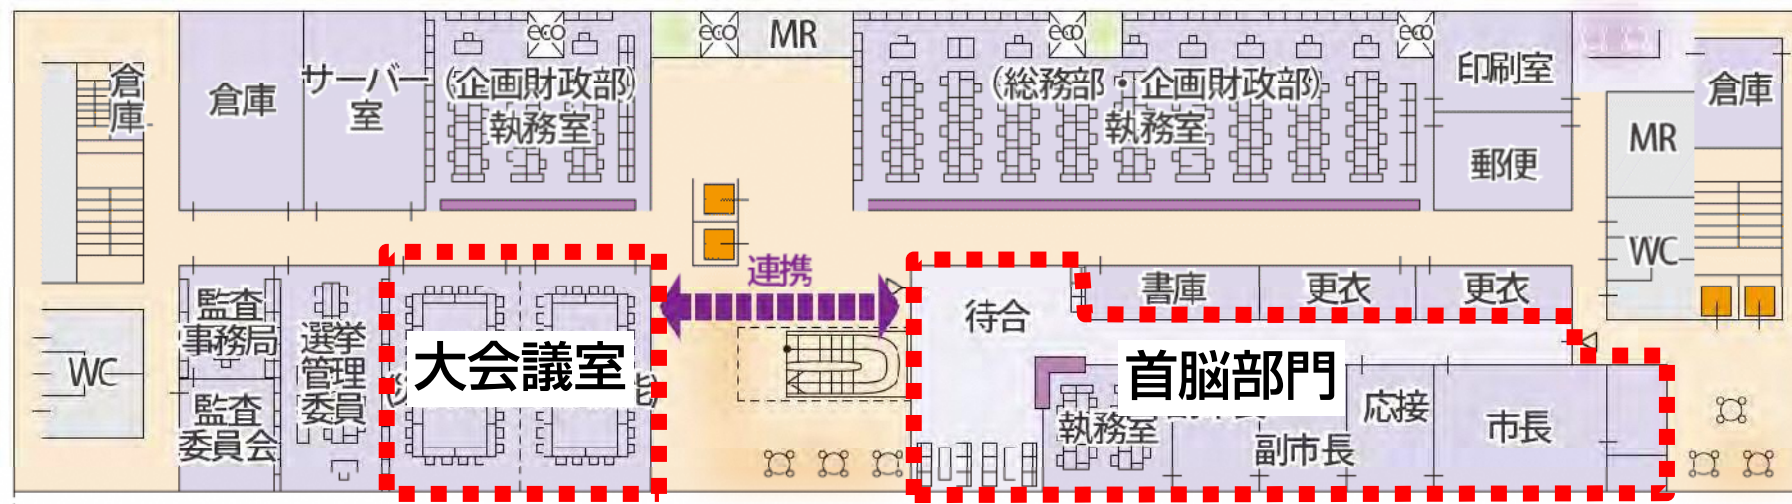 倉庫
倉庫
サーバー
室
(企画財政部)
執務室
eco
eco
MR
(総務部・企画財政部)
執務室
eco
eco
印刷室
郵便
倉庫
MR
WC
監査
事務局
監査
委員会
選挙
管理
委員
WC
大会議室
連携
待合
書庫
更衣
更衣
首脳部門
執務室
副市長
応接
市長